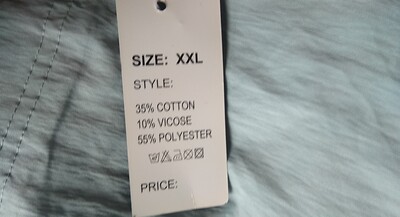 SIZE: XXL
STYLE:
35% COTTON
10% VICOSE
55% POLYESTER
PRICE: